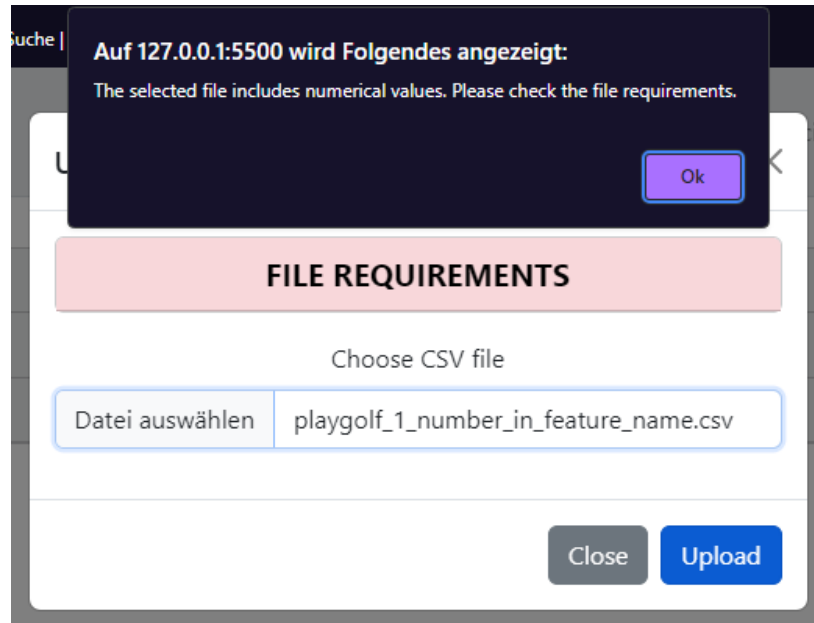 Suche |
Auf 127.0.0.1:5500 wird Folgendes angezeigt:
The selected file includes numerical values. Please check the file requirements.
Ok
FILE REQUIREMENTS
Choose CSV file
Datei auswählen playgolf_1_number_in_feature_name.csv
Close Upload